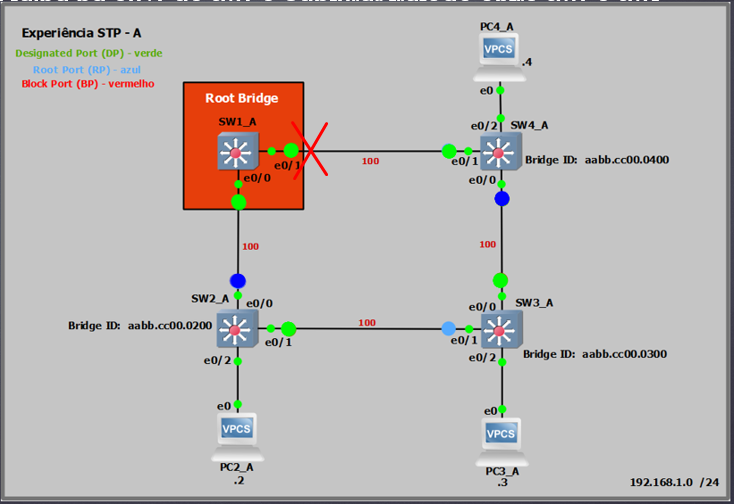 Experiência STP - A
Designated Port (DP) - verde
Root Port (RP) - azul
Block Port (BP) - vermelho
PC4_A
VPCS
.4
e0
Root Bridge
SW1_A
e0/1
e0/0
100
e0/2
SW4_A
e0/1
Bridge ID: aabb.cc00.0400
e0/0
100
100
SW2_A
e0/0
Bridge ID: aabb.cc00.0200
e0/1
e0/2
100
e0/0
SW3_A
e0/1
e0/2
Bridge ID: aabb.cc00.0300
e0
VPCS
PC2_A
.2
e0
VPCS
PC3_A
.3
192.168.1.0 /24